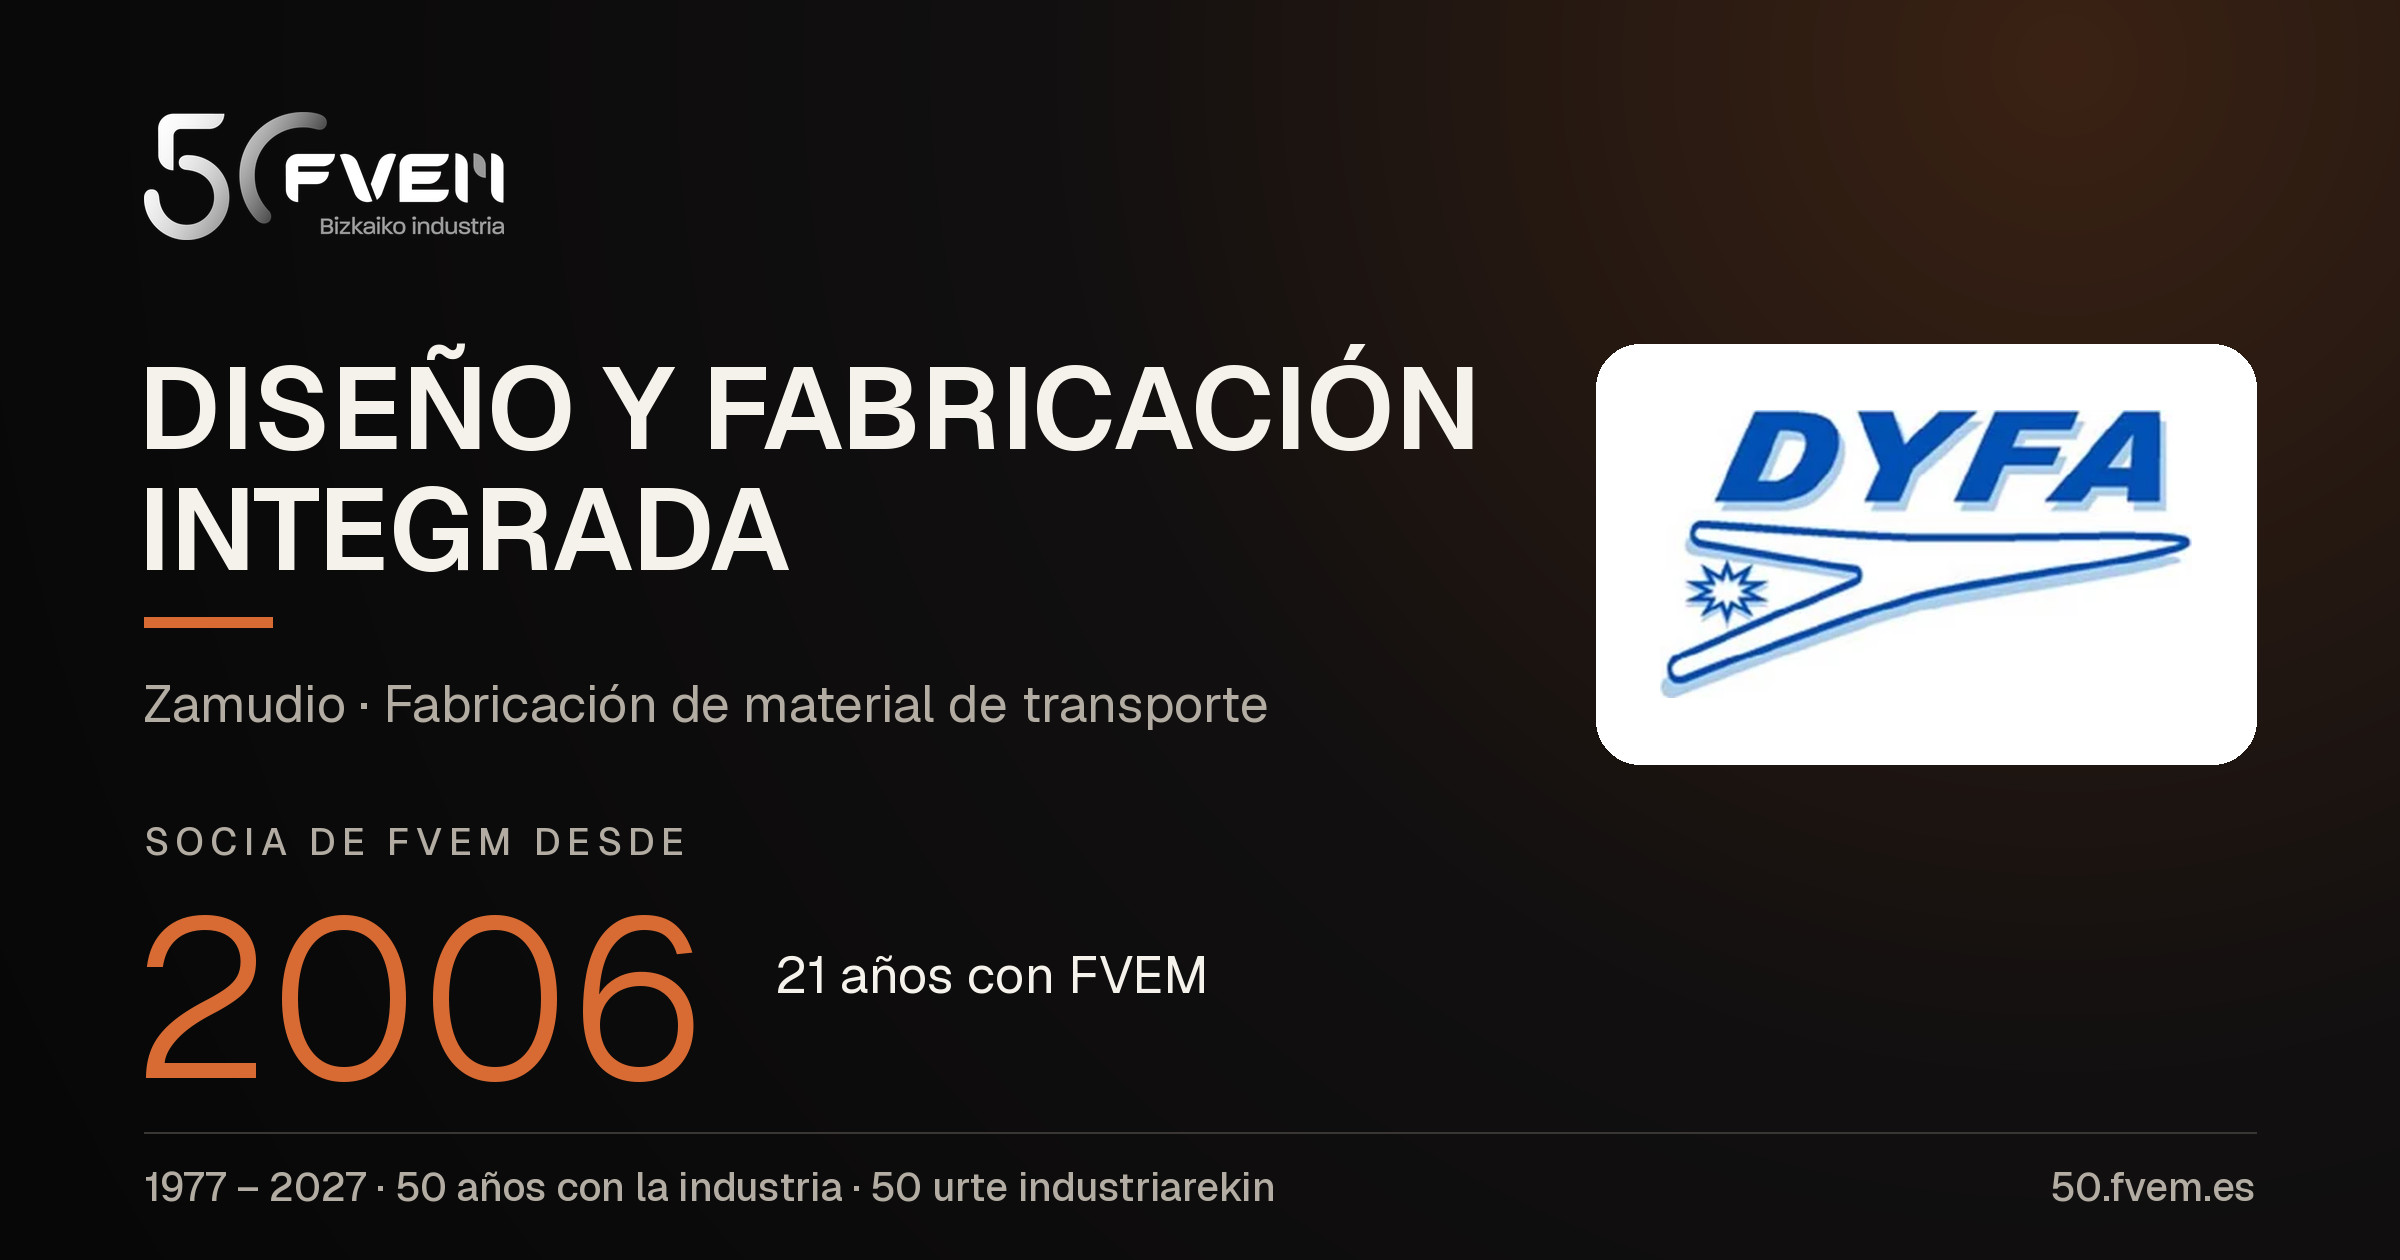 50 FVEM
Bizkaiko industria
DISEÑO Y FABRICACIÓN
INTEGRADA
DYFA
Zamudio · Fabricación de material de transporte
SOCIA DE FVEM DESDE
2006
21 años con FVEM
1977 – 2027 · 50 años con la industria · 50 urte industriarekin
50.fvem.es